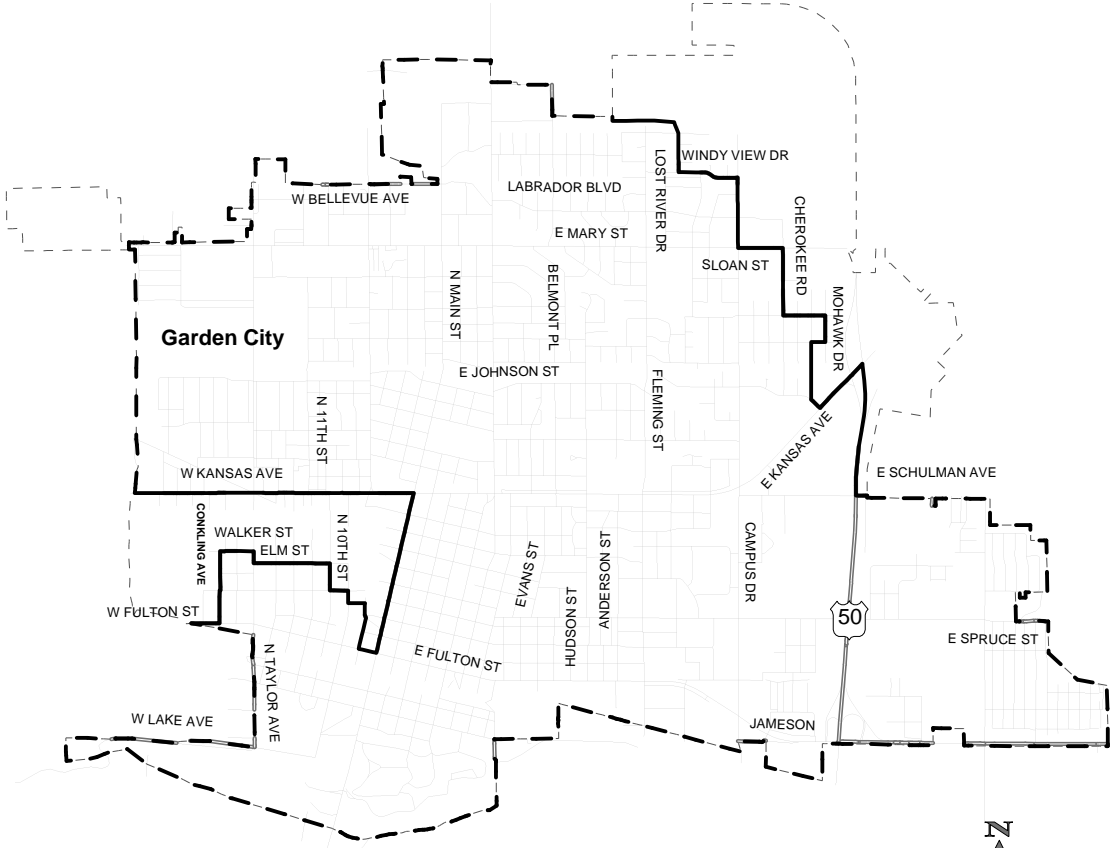 WINDY VIEW DR
LABRADOR BLVD
W BELLEVUE AVE
LOST RIVER DR
E MARY ST
CHEROKEE RD
SLOAN ST
N MAIN ST
BELMONT PL
MOHAWK DR
Garden City
E JOHNSON ST
FLEMING ST
N 11TH ST
E KANSAS AVE
W KANSAS AVE
E SCHULMAN AVE
CONKLING AVE
WALKER ST
N 10TH ST
ELM ST
EVANS ST
ANDERSON ST
CAMPUS DR
HUDSON ST
W FULTON ST
50
E SPRUCE ST
E FULTON ST
N TAYLOR AVE
W LAKE AVE
JAMESON
N